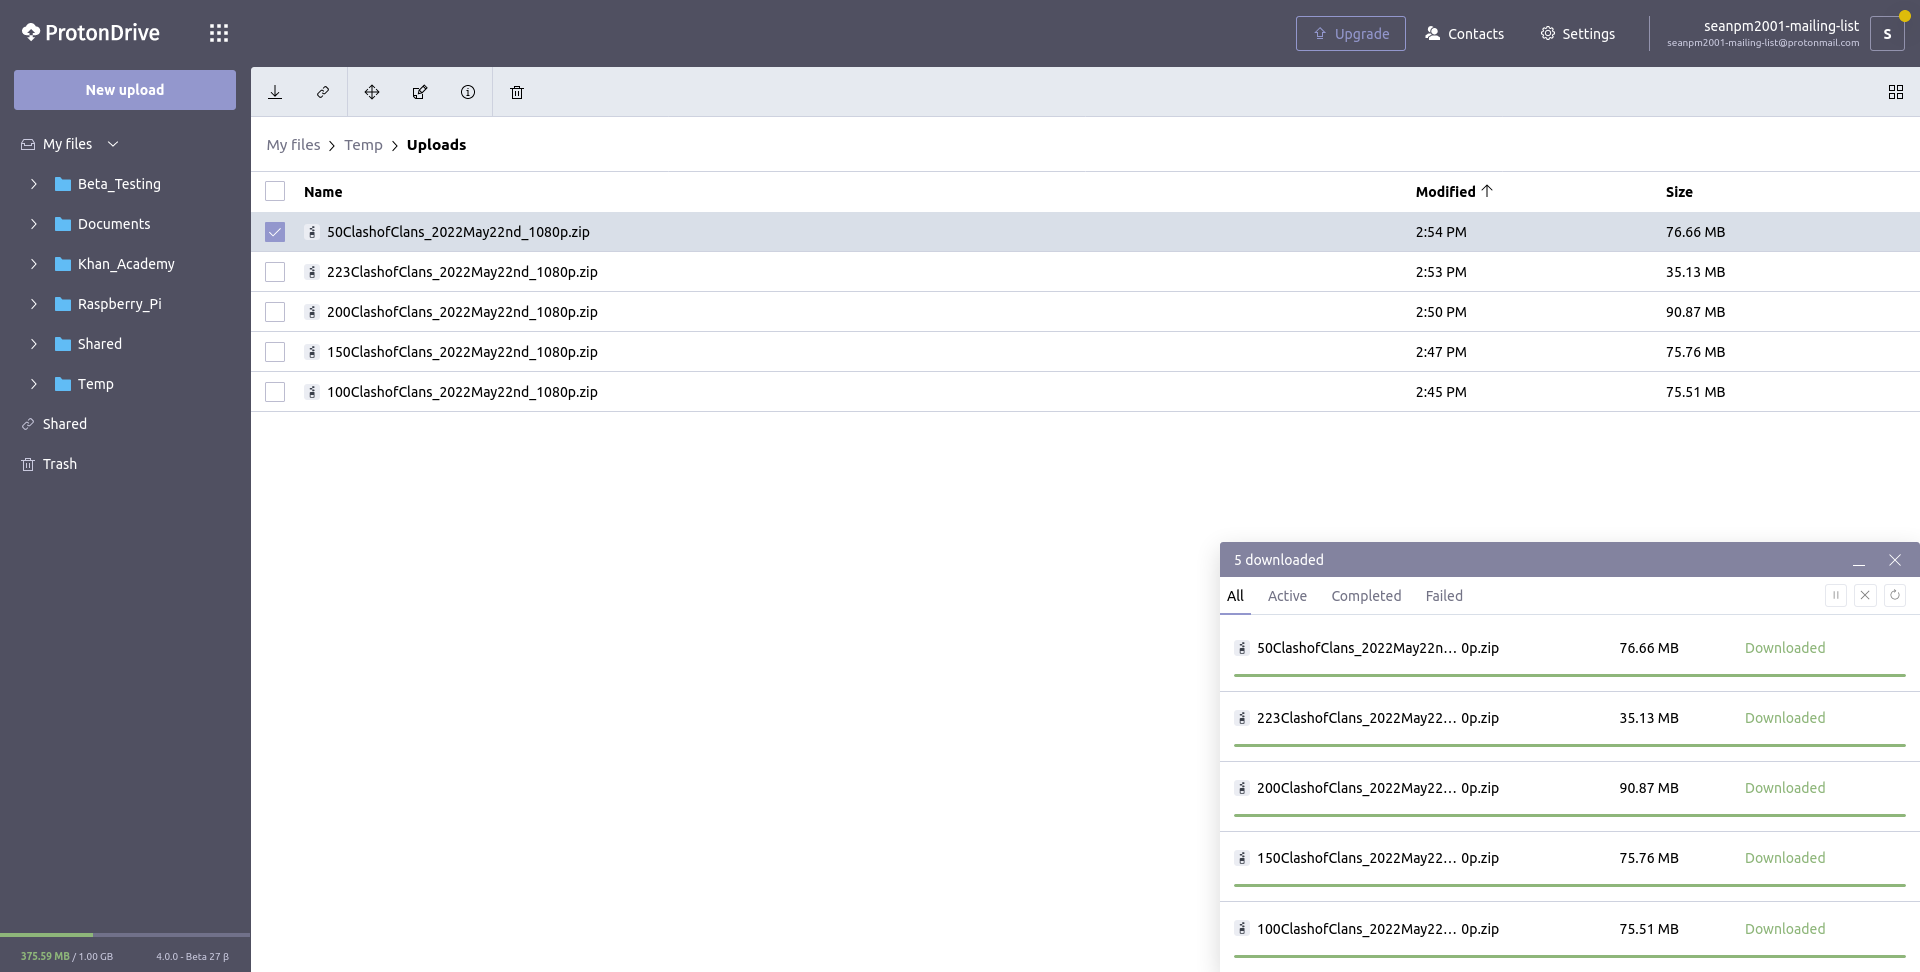 ProtonDrive
Upgrade
Contacts
Settings
seanpm2001-mailing-list
seanpm2001-mailing-list@protonmail.com
S
New upload
My files
Beta_Testing
Documents
Khan_Academy
Raspberry_Pi
Shared
Temp
Shared
Trash
375.59 MB / 1.00 GB 4.0.0 - Beta 27 β
My files > Temp > Uploads
Name Modified Size
50ClashofClans_2022May22nd_1080p.zip 2:54 PM 76.66 MB
223ClashofClans_2022May22nd_1080p.zip 2:53 PM 35.13 MB
200ClashofClans_2022May22nd_1080p.zip 2:50 PM 90.87 MB
150ClashofClans_2022May22nd_1080p.zip 2:47 PM 75.76 MB
100ClashofClans_2022May22nd_1080p.zip 2:45 PM 75.51 MB
5 downloaded
All Active Completed Failed
50ClashofClans_2022May22n... 0p.zip 76.66 MB Downloaded
223ClashofClans_2022May22... 0p.zip 35.13 MB Downloaded
200ClashofClans_2022May22... 0p.zip 90.87 MB Downloaded
150ClashofClans_2022May22... 0p.zip 75.76 MB Downloaded
100ClashofClans_2022May22... 0p.zip 75.51 MB Downloaded